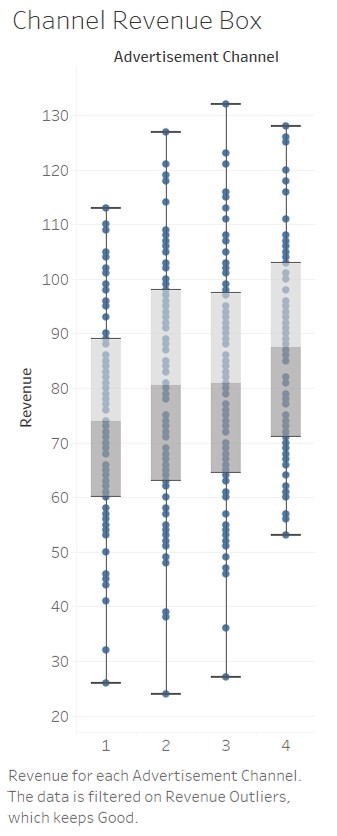 Channel Revenue Box
Advertisement Channel
130
120
110
100
90
80
70
60
50
40
30
20
Revenue
1 2 3 4
Revenue for each Advertisement Channel.
The data is filtered on Revenue Outliers,
which keeps Good.